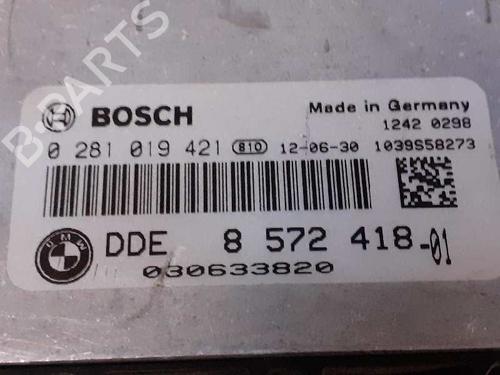 B-PARTS
BOSCH
Made in Germany
1242 0298
0 281 019 421 810 12-06-30 1039S58273
BMW
DDE 8 572 418-01
030633820